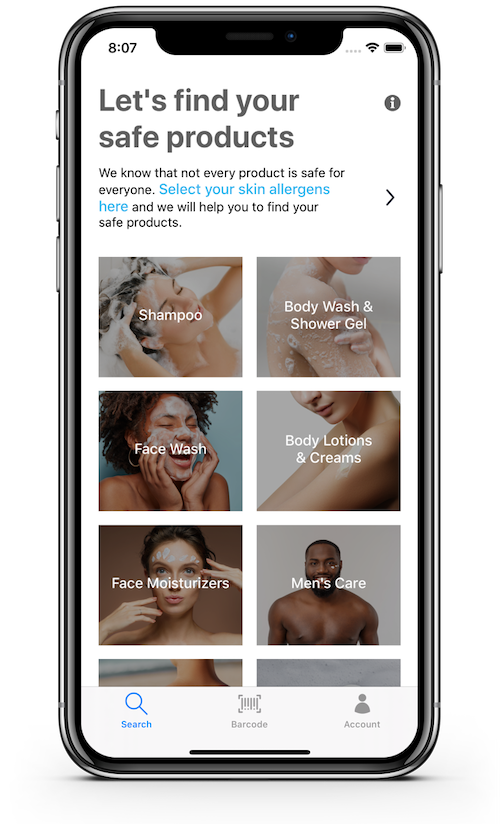 8:07
Let's find your
safe products
We know that not every product is safe for
everyone. Select your skin allergens
here and we will help you to find your
safe products.
Shampoo
Body Wash &
Shower Gel
Face Wash
Body Lotions
& Creams
Face Moisturizers
Men's Care
Search
Barcode
Account